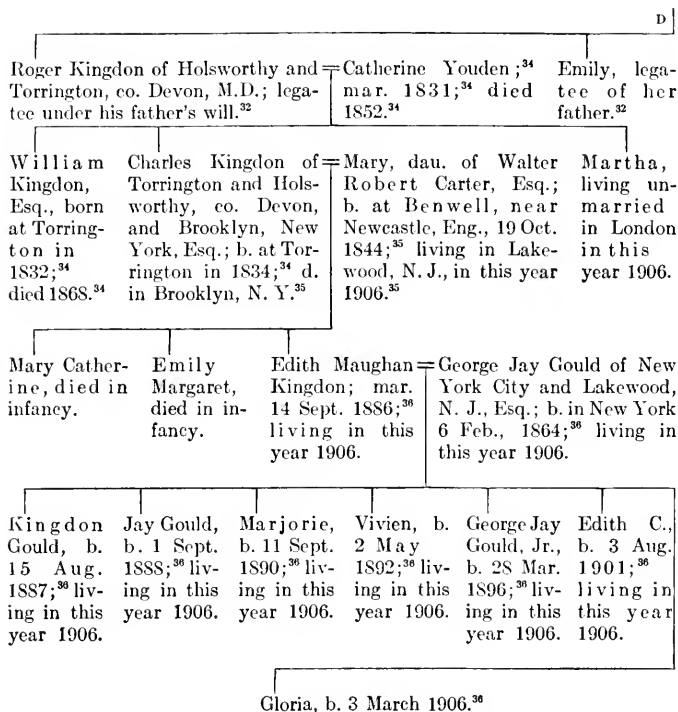 D
Roger Kingdon of Holsworthy and
Torrington, co. Devon, M.D.; lega-
tee under his father's will.³²
=
Catherine Youden;³⁴
mar. 1831;³⁴ died
1852.³⁴
Emily, lega-
tee of her
father.³²
William
Kingdon,
Esq., born
at Torring-
ton in
1832;³⁴
died 1868.³⁴
Charles Kingdon of
Torrington and Hols-
worthy, co. Devon,
and Brooklyn, New
York, Esq.; b. at Tor-
rington in 1834;³⁴ d.
in Brooklyn, N. Y.³⁵
=
Mary, dau. of Walter
Robert Carter, Esq.;
b. at Benwell, near
Newcastle, Eng., 19 Oct.
1844;³⁵ living in Lake-
wood, N. J., in this year
1906.³⁵
Martha,
living un-
married
in London
in this
year 1906.
Mary Cather-
ine, died in
infancy.
Emily
Margaret,
died in in-
fancy.
Edith Maughan
Kingdon; mar.
14 Sept. 1886;³⁶
living in this
year 1906.
=
George Jay Gould of New
York City and Lakewood,
N. J., Esq.; b. in New York
6 Feb., 1864;³⁶ living in
this year 1906.
Kingdon
Gould, b.
15 Aug.
1887;³⁶ liv-
ing in this
year 1906.
Jay Gould,
b. 1 Sept.
1888;³⁶ liv-
ing in this
year 1906.
Marjorie,
b. 11 Sept.
1890;³⁶ liv-
ing in this
year 1906.
Vivien, b.
2 May
1892;³⁶ liv-
ing in this
year 1906.
George Jay
Gould, Jr.,
b. 28 Mar.
1896;³⁶ liv-
ing in this
year 1906.
Edith C.,
b. 3 Aug.
1901;³⁶
living in
this year
1906.
Gloria, b. 3 March 1906.³⁶